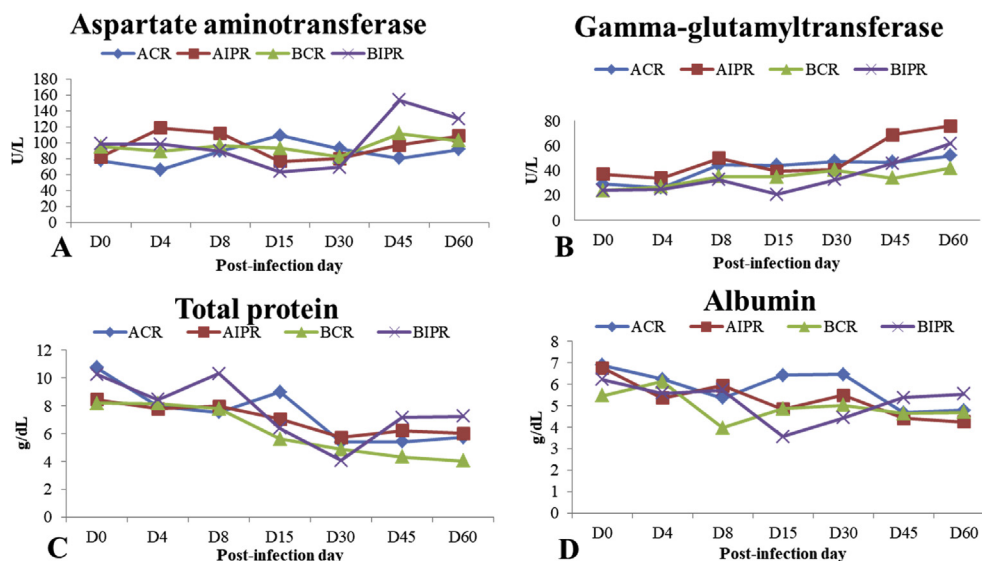 Aspartate aminotransferase
ACR AIPR BCR BIPR
180
160
140
120
100
80
60
40
20
0
U/L
D0 D4 D8 D15 D30 D45 D60
Post-infection day
A
Gamma-glutamyltransferase
ACR AIPR BCR BIPR
80
60
40
20
0
U/L
D0 D4 D8 D15 D30 D45 D60
Post-infection day
B
Total protein
ACR AIPR BCR BIPR
12
10
8
6
4
2
0
g/dL
D0 D4 D8 D15 D30 D45 D60
Post-infection day
C
Albumin
ACR AIPR BCR BIPR
8
7
6
5
4
3
2
1
0
g/dL
D0 D4 D8 D15 D30 D45 D60
Post-infection day
D